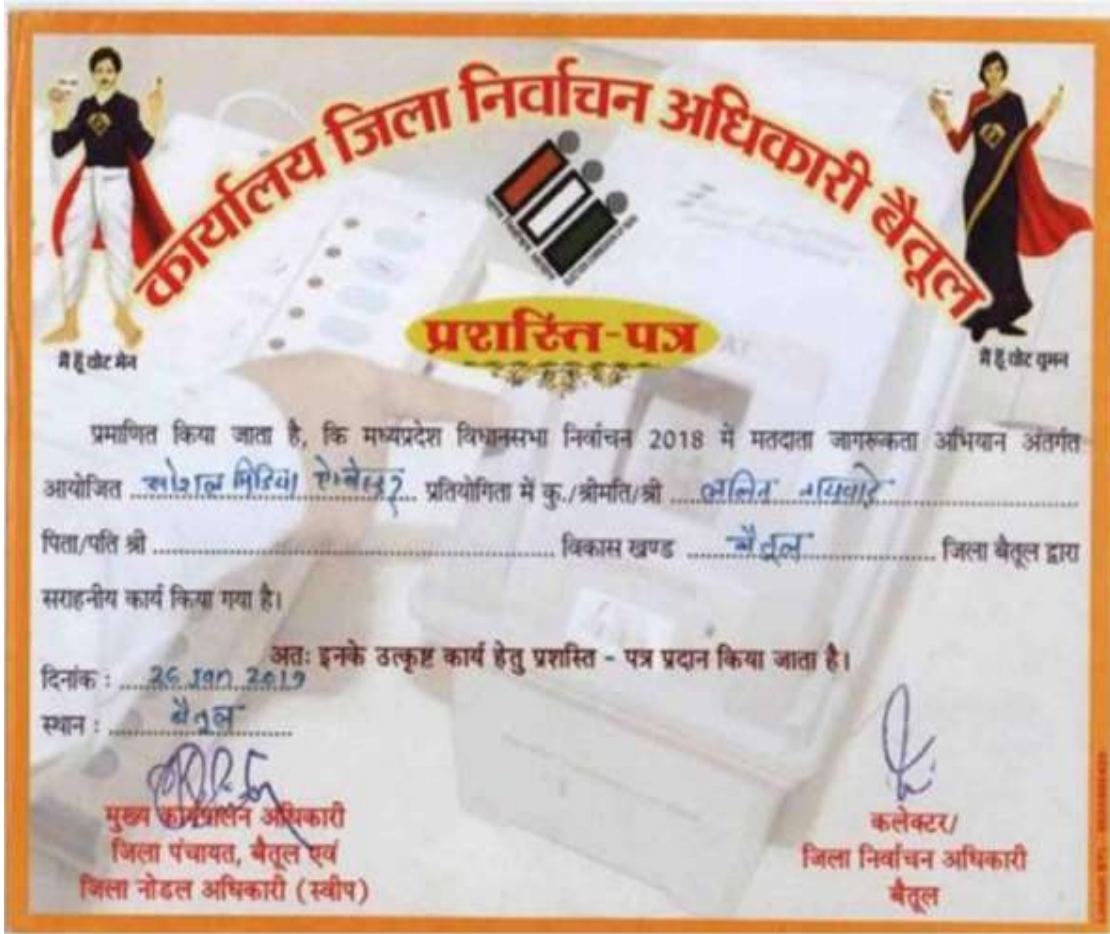 कार्यालय जिला निर्वाचन अधिकारी बैतूल
प्रशस्ति-पत्र
मैं हूँ वोट मेन
मैं हूँ वोट वूमन
प्रमाणित किया जाता है, कि मध्यप्रदेश विधानसभा निर्वाचन 2018 में मतदाता जागरूकता अभियान अंतर्गत
आयोजित सोशल मिडिया प्रतियोगिता में कु./श्रीमति/श्री ललित
पिता/पति श्री विकास खण्ड बैतूल जिला बैतूल द्वारा
सराहनीय कार्य किया गया है।
अतः इनके उत्कृष्ट कार्य हेतु प्रशस्ति - पत्र प्रदान किया जाता है।
दिनांक : 26 Jan 2019
स्थान : बैतूल
मुख्य कार्यपालन अधिकारी
जिला पंचायत, बैतूल एवं
जिला नोडल अधिकारी (स्वीप)
कलेक्टर/
जिला निर्वाचन अधिकारी
बैतूल